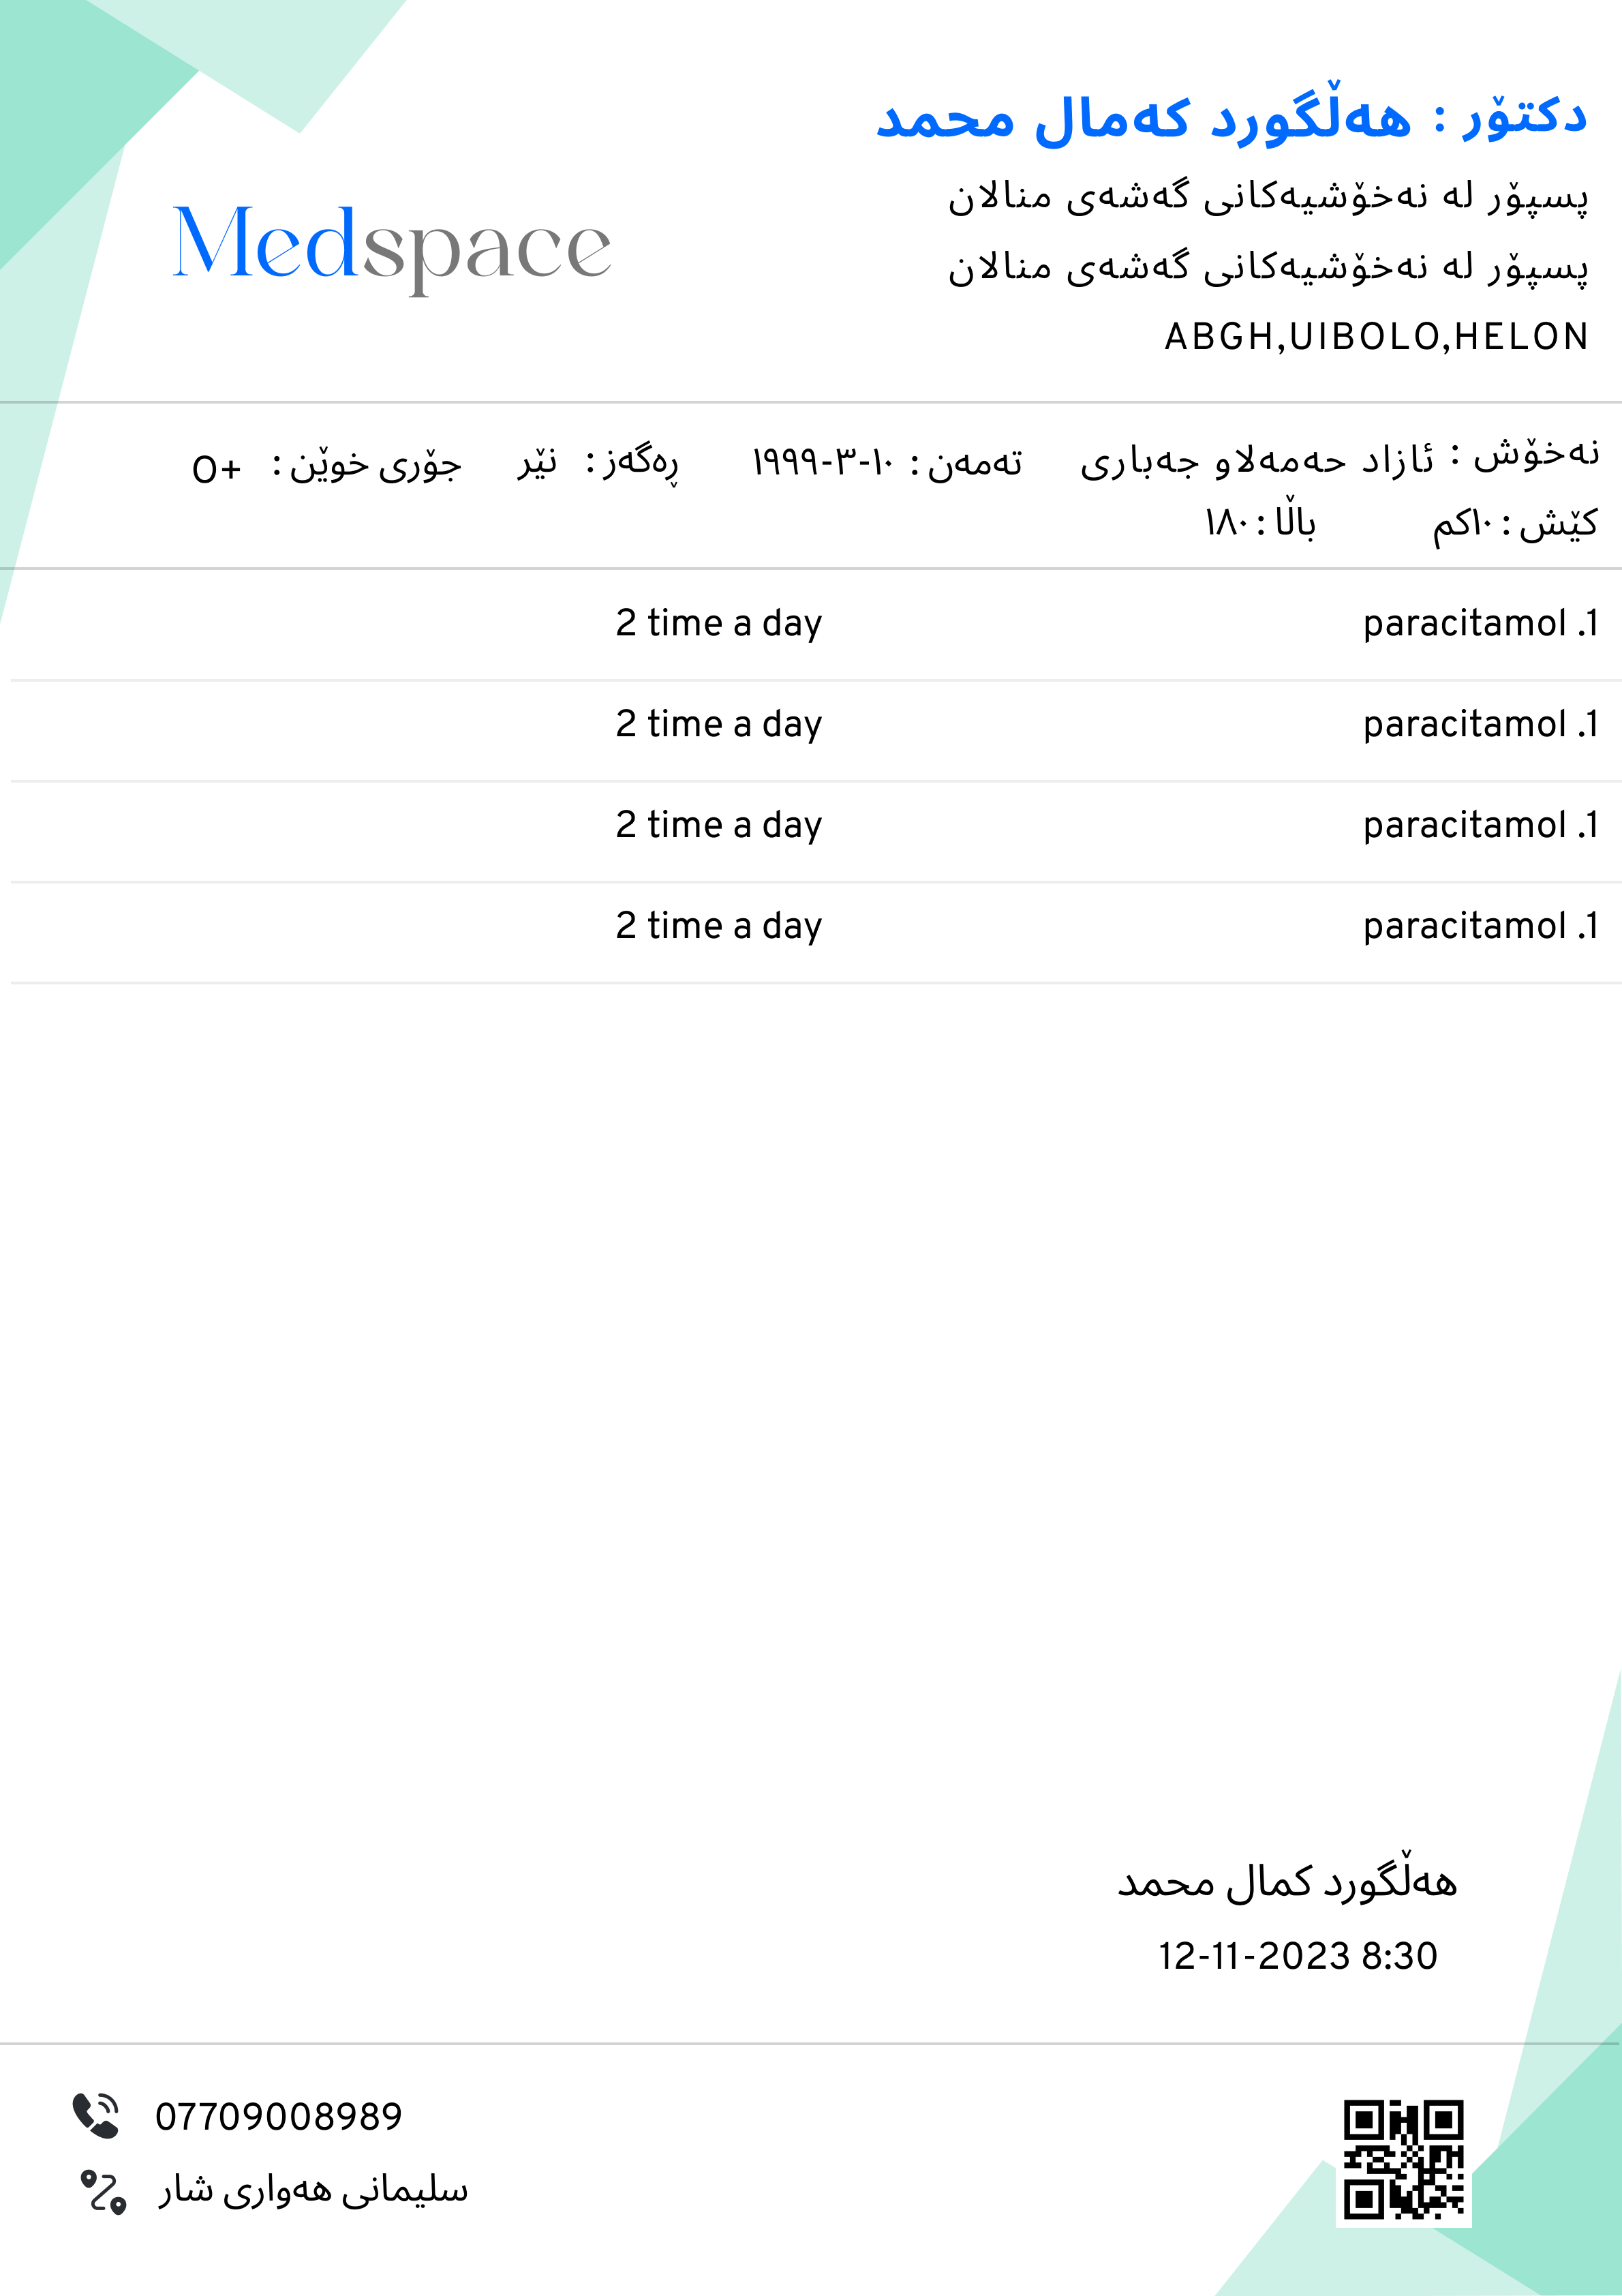 دکتۆر : هەڵگورد کەمال محمد
پسپۆر لە نەخۆشیەکانی گەشەی منالان
پسپۆر لە نەخۆشیەکانی گەشەی منالان
ABGH,UIBOLO,HELON
Medspace
نەخۆش : ئازاد حەمەلاو جەباری تەمەن : ١٠-٣-١٩٩٩ ڕەگەز : نێر جۆری خوێن : O+
کێش : ١٠کم باڵا : ١٨٠
1. paracitamol 2 time a day
1. paracitamol 2 time a day
1. paracitamol 2 time a day
1. paracitamol 2 time a day
هەڵگورد کمال محمد
12-11-2023 8:30
07709008989
سلیمانی هەواری شار